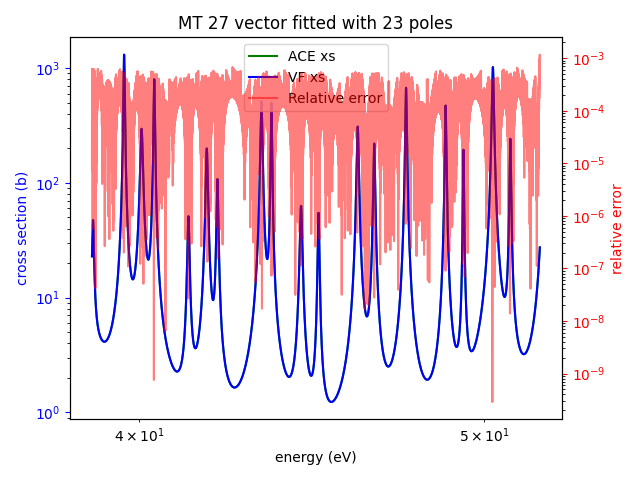 MT 27 vector fitted with 23 poles
ACE xs
VF xs
Relative error
10³
10²
10¹
10⁰
cross section (b)
10⁻³
10⁻⁴
10⁻⁵
10⁻⁶
10⁻⁷
10⁻⁸
10⁻⁹
relative error
4 × 10¹
5 × 10¹
energy (eV)